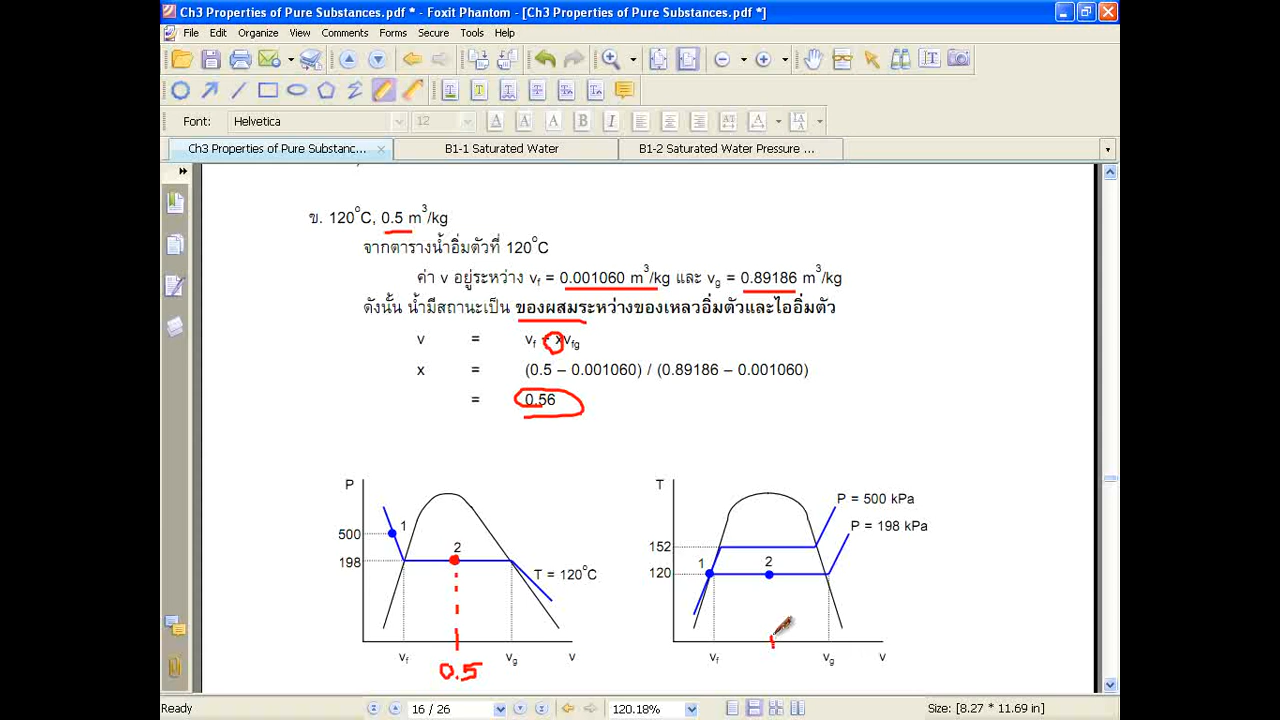 Ch3 Properties of Pure Substances.pdf * - Foxit Phantom - [Ch3 Properties of Pure Substances.pdf *]
File Edit Organize View Comments Forms Secure Tools Help
Font: Helvetica 12
Ch3 Properties of Pure Substanc... B1-1 Saturated Water B1-2 Saturated Water Pressure ...
ข. 120°C, 0.5 m³/kg
จากตารางน้ำอิ่มตัวที่ 120°C
ค่า v อยู่ระหว่าง vf = 0.001060 m³/kg และ vg = 0.89186 m³/kg
ดังนั้น น้ำมีสถานะเป็น ของผสมระหว่างของเหลวอิ่มตัวและไออิ่มตัว
v = vf xvfg
x = (0.5 – 0.001060) / (0.89186 – 0.001060)
= 0.56
P
500
198
1
2
T = 120°C
vf
vg
v
0.5
T
P = 500 kPa
P = 198 kPa
152
120
1
2
vf
vg
v
Ready 16 / 26 120.18% Size: [8.27 * 11.69 in]